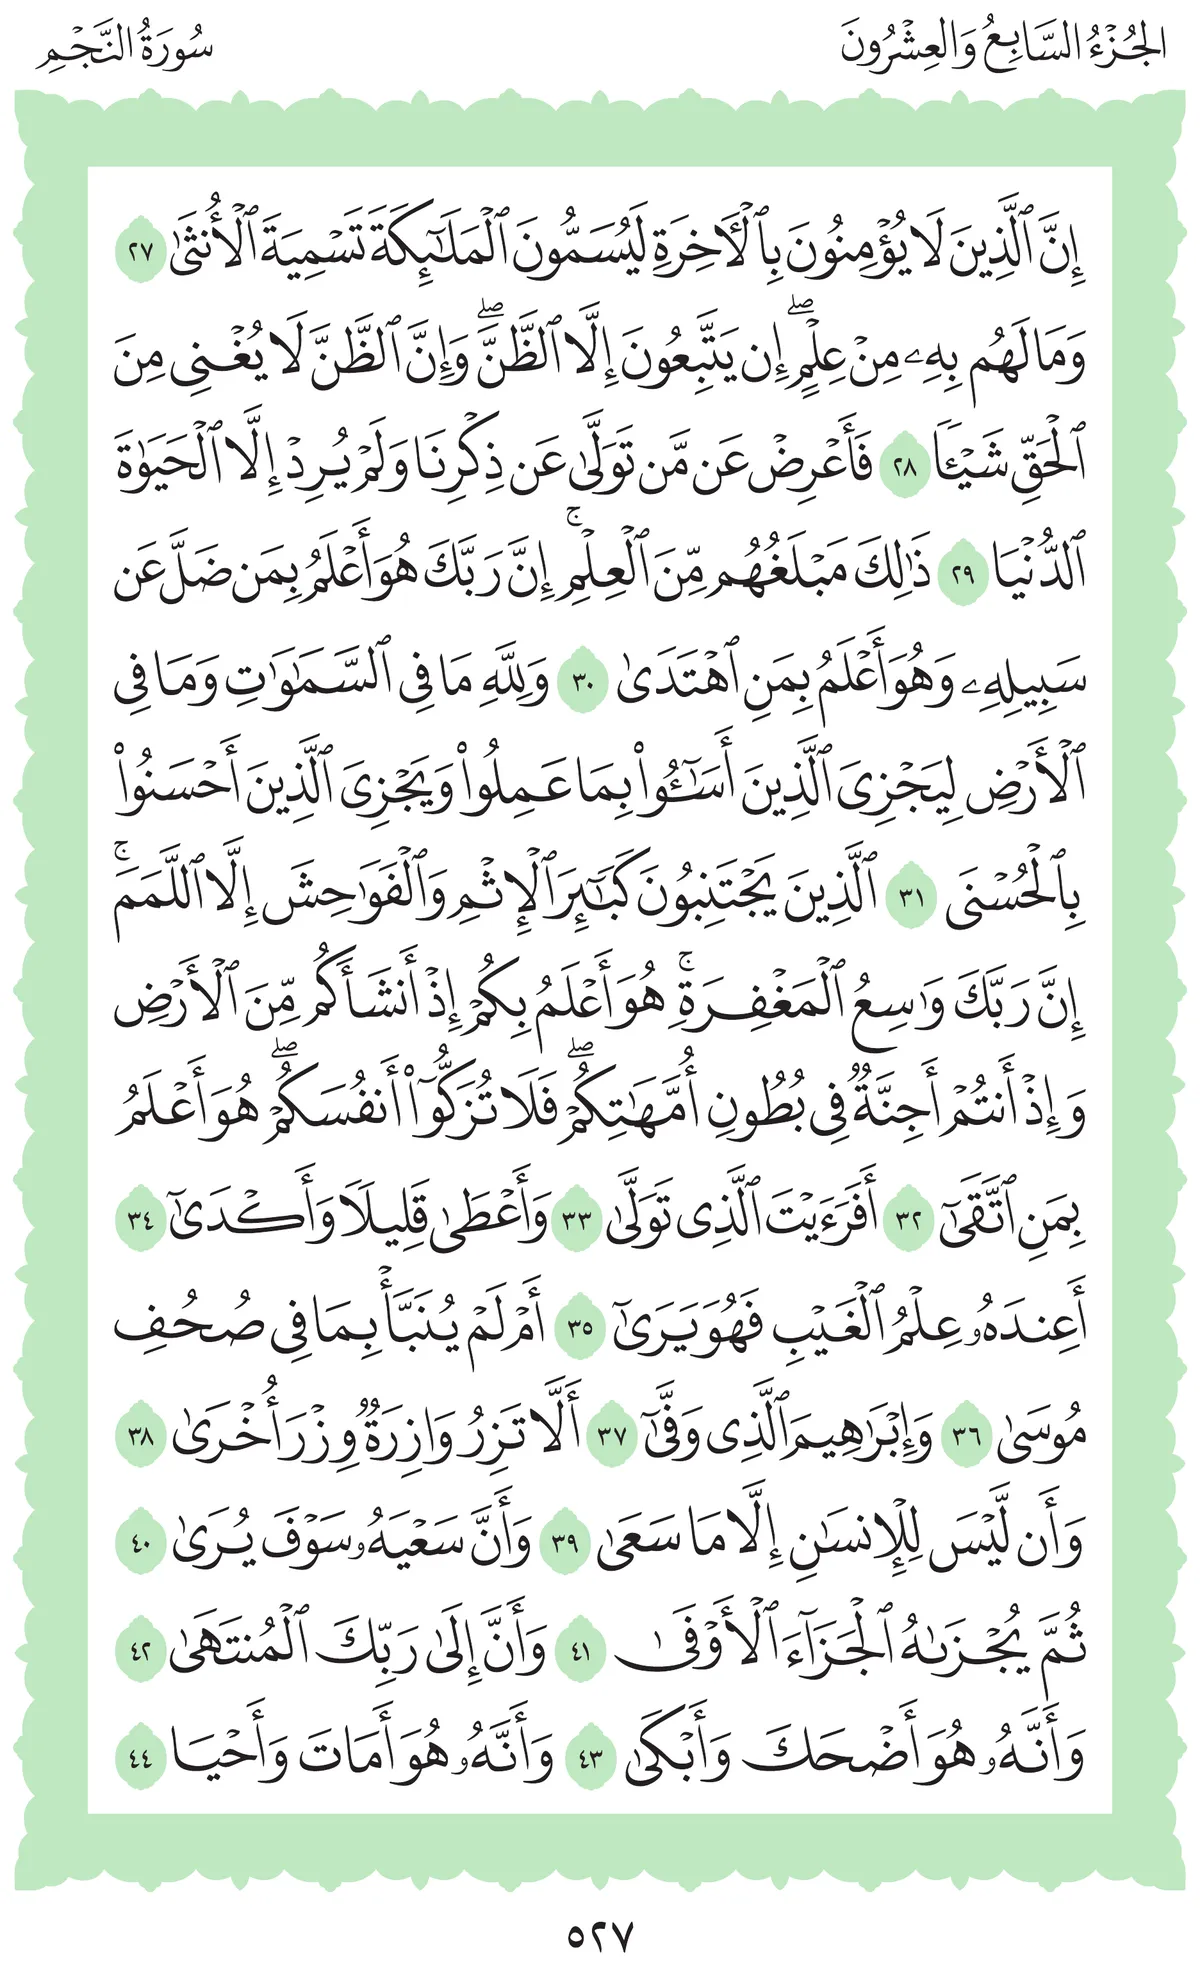 الجُزْءُ السَّابِعُ وَالعِشْرُونَ
سُورَةُ النَّجْمِ
إِنَّ ٱلَّذِينَ لَا يُؤْمِنُونَ بِٱلْأٓخِرَةِ لَيُسَمُّونَ ٱلْمَلَٰٓئِكَةَ تَسْمِيَةَ ٱلْأُنثَىٰ ٢٧
وَمَا لَهُم بِهِۦ مِنْ عِلْمٍۖ إِن يَتَّبِعُونَ إِلَّا ٱلظَّنَّۖ وَإِنَّ ٱلظَّنَّ لَا يُغْنِى مِنَ
ٱلْحَقِّ شَيْـًٔا ٢٨ فَأَعْرِضْ عَن مَّن تَوَلَّىٰ عَن ذِكْرِنَا وَلَمْ يُرِدْ إِلَّا ٱلْحَيَوٰةَ
ٱلدُّنْيَا ٢٩ ذَٰلِكَ مَبْلَغُهُم مِّنَ ٱلْعِلْمِۚ إِنَّ رَبَّكَ هُوَ أَعْلَمُ بِمَن ضَلَّ عَن
سَبِيلِهِۦ وَهُوَ أَعْلَمُ بِمَنِ ٱهْتَدَىٰ ٣٠ وَلِلَّهِ مَا فِى ٱلسَّمَٰوَٰتِ وَمَا فِى
ٱلْأَرْضِ لِيَجْزِىَ ٱلَّذِينَ أَسَٰٓـُٔوا۟ بِمَا عَمِلُوا۟ وَيَجْزِىَ ٱلَّذِينَ أَحْسَنُوا۟
بِٱلْحُسْنَى ٣١ ٱلَّذِينَ يَجْتَنِبُونَ كَبَٰٓئِرَ ٱلْإِثْمِ وَٱلْفَوَٰحِشَ إِلَّا ٱللَّمَمَۚ
إِنَّ رَبَّكَ وَٰسِعُ ٱلْمَغْفِرَةِۚ هُوَ أَعْلَمُ بِكُمْ إِذْ أَنشَأَكُم مِّنَ ٱلْأَرْضِ
وَإِذْ أَنتُمْ أَجِنَّةٌ فِى بُطُونِ أُمَّهَٰتِكُمْۖ فَلَا تُزَكُّوٓا۟ أَنفُسَكُمْۖ هُوَ أَعْلَمُ
بِمَنِ ٱتَّقَىٰٓ ٣٢ أَفَرَءَيْتَ ٱلَّذِى تَوَلَّىٰ ٣٣ وَأَعْطَىٰ قَلِيلًا وَأَكْدَىٰٓ ٣٤
أَعِندَهُۥ عِلْمُ ٱلْغَيْبِ فَهُوَ يَرَىٰٓ ٣٥ أَمْ لَمْ يُنَبَّأْ بِمَا فِى صُحُفِ
مُوسَىٰ ٣٦ وَإِبْرَٰهِيمَ ٱلَّذِى وَفَّىٰٓ ٣٧ أَلَّا تَزِرُ وَازِرَةٌ وِزْرَ أُخْرَىٰ ٣٨
وَأَن لَّيْسَ لِلْإِنسَٰنِ إِلَّا مَا سَعَىٰ ٣٩ وَأَنَّ سَعْيَهُۥ سَوْفَ يُرَىٰ ٤٠
ثُمَّ يُجْزَىٰهُ ٱلْجَزَآءَ ٱلْأَوْفَىٰ ٤١ وَأَنَّ إِلَىٰ رَبِّكَ ٱلْمُنتَهَىٰ ٤٢
وَأَنَّهُۥ هُوَ أَضْحَكَ وَأَبْكَىٰ ٤٣ وَأَنَّهُۥ هُوَ أَمَاتَ وَأَحْيَا ٤٤
٥٢٧